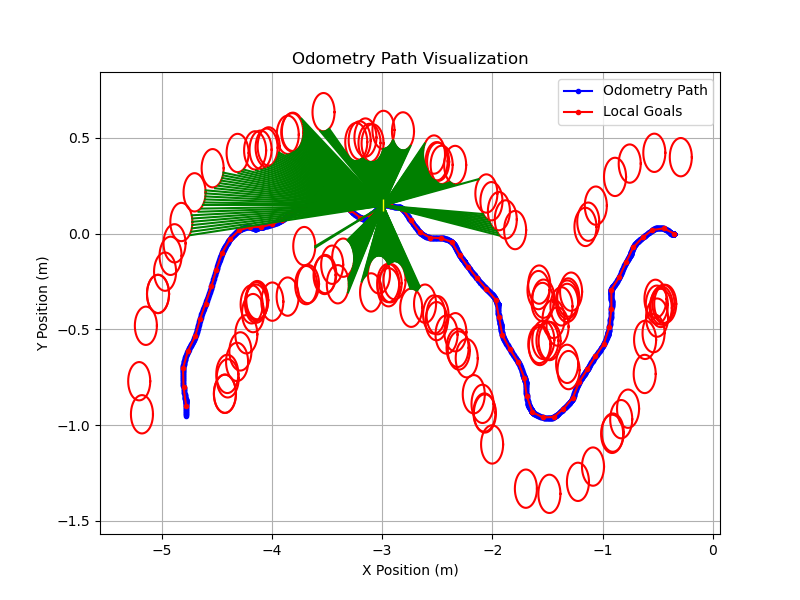 Odometry Path Visualization
Odometry Path
Local Goals
Y Position (m)
0.5
0.0
−0.5
−1.0
−1.5
−5
−4
−3
−2
−1
0
X Position (m)